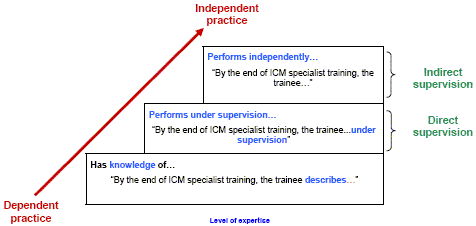 Independent
practice
Performs independently…
“By the end of ICM specialist training, the
trainee…”
Indirect
supervision
Performs under supervision…
“By the end of ICM specialist training, the trainee...under
supervision”
Direct
supervision
Has knowledge of…
“By the end of ICM specialist training, the trainee describes…”
Dependent
practice
Level of expertice